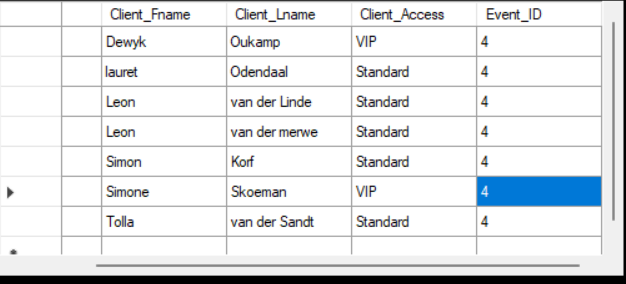 Client_Fname Client_Lname Client_Access Event_ID
Dewyk Oukamp VIP 4
lauret Odendaal Standard 4
Leon van der Linde Standard 4
Leon van der merwe Standard 4
Simon Korf Standard 4
Simone Skoeman VIP 4
Tolla van der Sandt Standard 4